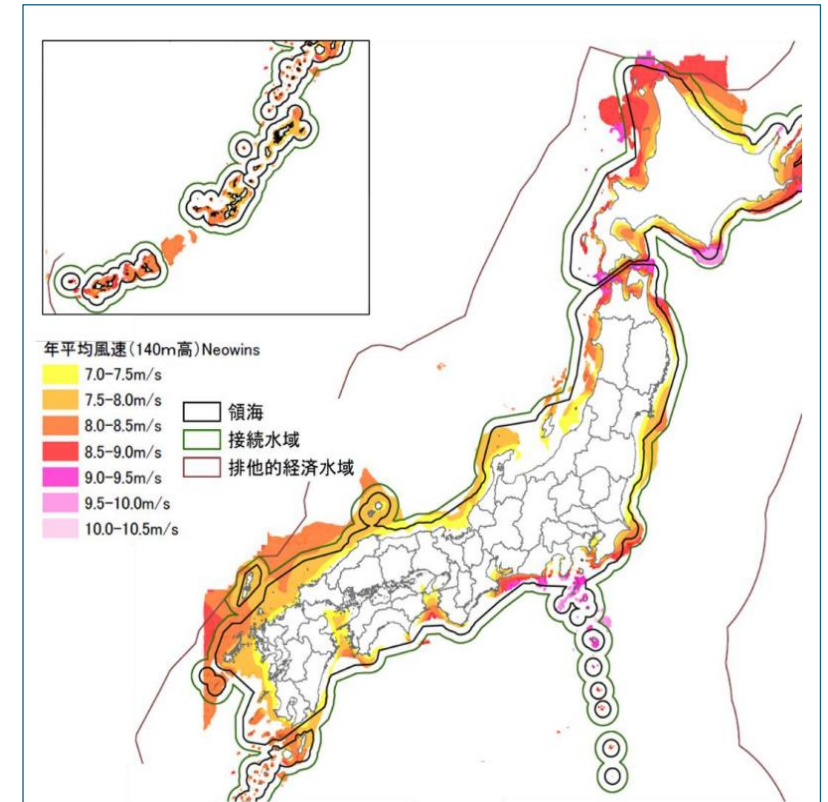 年平均風速(140m高)Neowins
7.0-7.5m/s
7.5-8.0m/s
8.0-8.5m/s
8.5-9.0m/s
9.0-9.5m/s
9.5-10.0m/s
10.0-10.5m/s
領海
接続水域
排他的経済水域